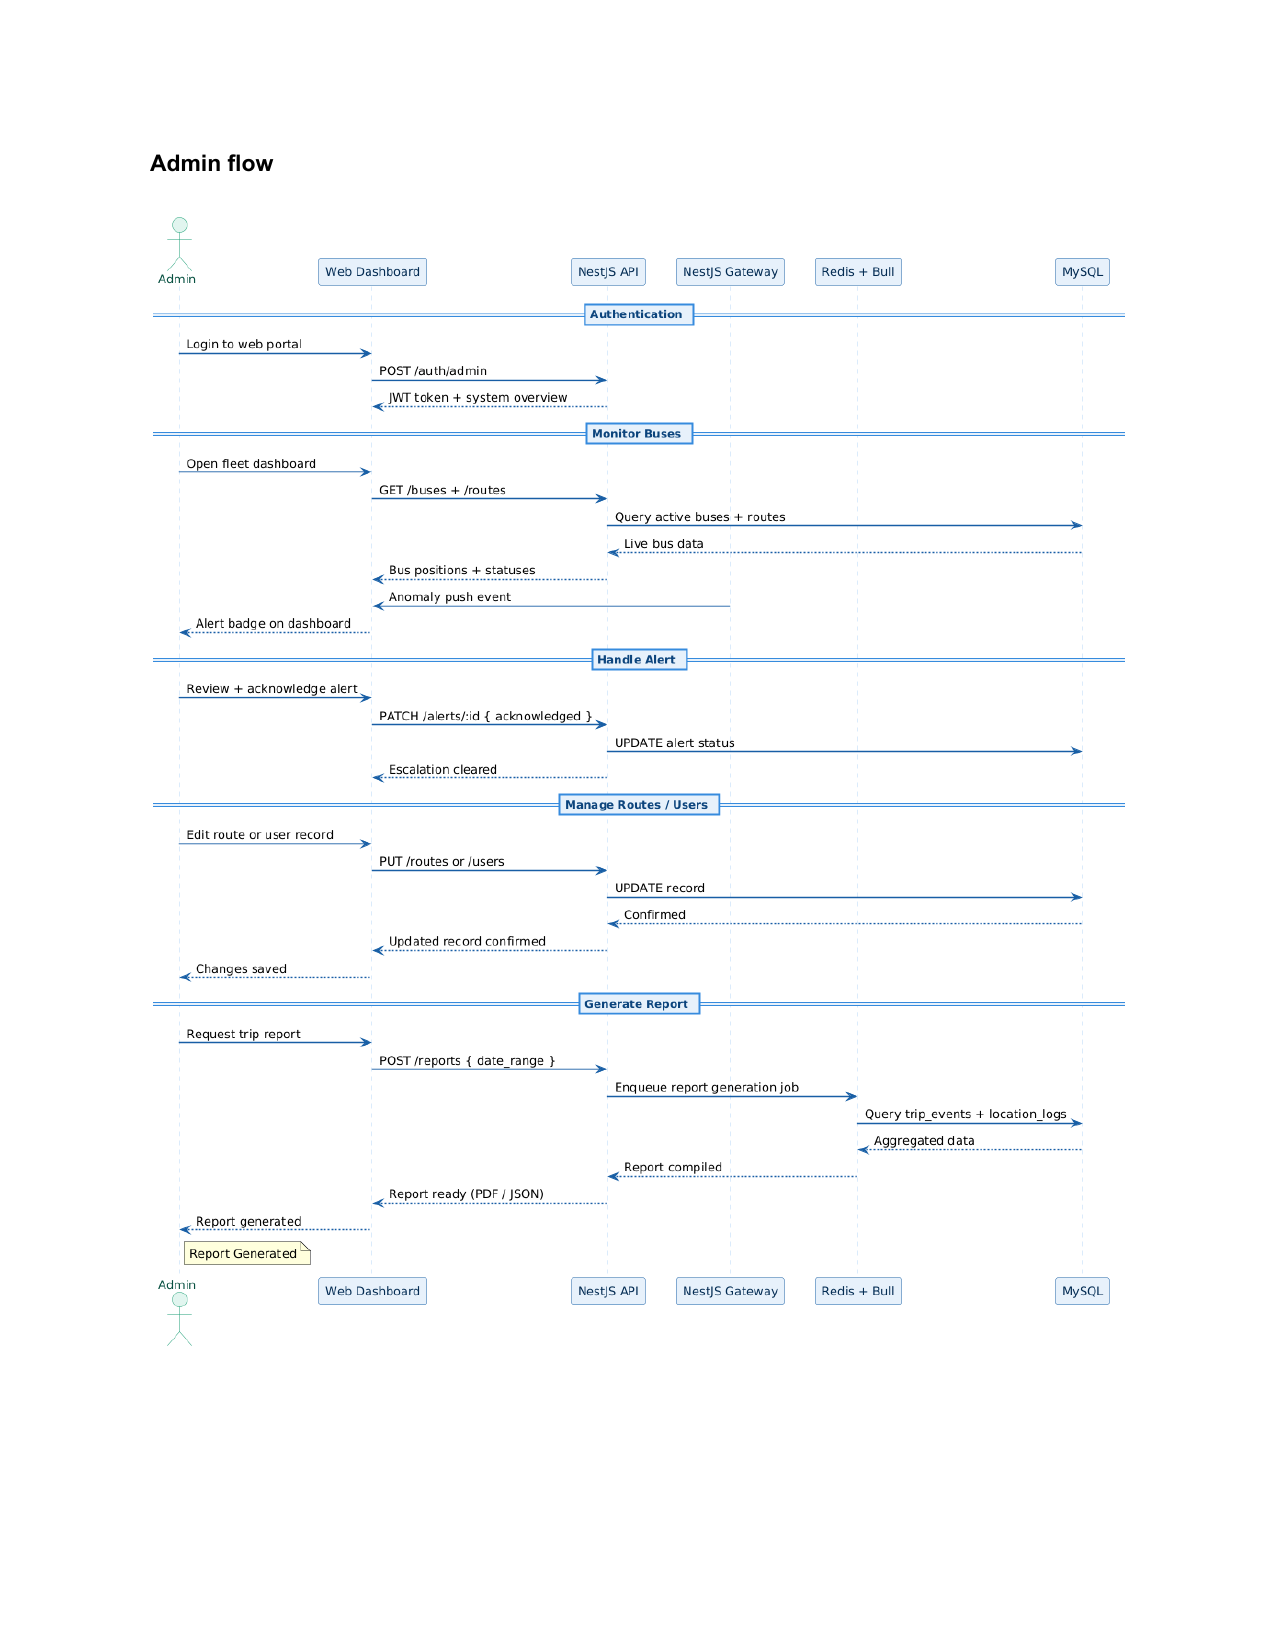 Admin flow
Admin
Web Dashboard
NestJS API
NestJS Gateway
Redis + Bull
MySQL
Authentication
Login to web portal
POST /auth/admin
JWT token + system overview
Monitor Buses
Open fleet dashboard
GET /buses + /routes
Query active buses + routes
Live bus data
Bus positions + statuses
Anomaly push event
Alert badge on dashboard
Handle Alert
Review + acknowledge alert
PATCH /alerts/:id { acknowledged }
UPDATE alert status
Escalation cleared
Manage Routes / Users
Edit route or user record
PUT /routes or /users
UPDATE record
Confirmed
Updated record confirmed
Changes saved
Generate Report
Request trip report
POST /reports { date_range }
Enqueue report generation job
Query trip_events + location_logs
Aggregated data
Report compiled
Report ready (PDF / JSON)
Report generated
Report Generated
Admin
Web Dashboard
NestJS API
NestJS Gateway
Redis + Bull
MySQL